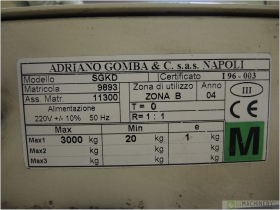 ADRIANO GOMBA & C. s.a.s. NAPOLI
Modello SGKD Certificato I 96 - 003
Matricola 9893 Zona di utilizzo Anno III
Ass. Matr. 11300 ZONA B 04
Alimentazione T = 0
220V +/- 10% 50 Hz R= 1 : 1 CE
Max Min e
Max1 3000 kg 20 kg 1 kg M
Max2 kg kg kg
Max3 kg kg kg